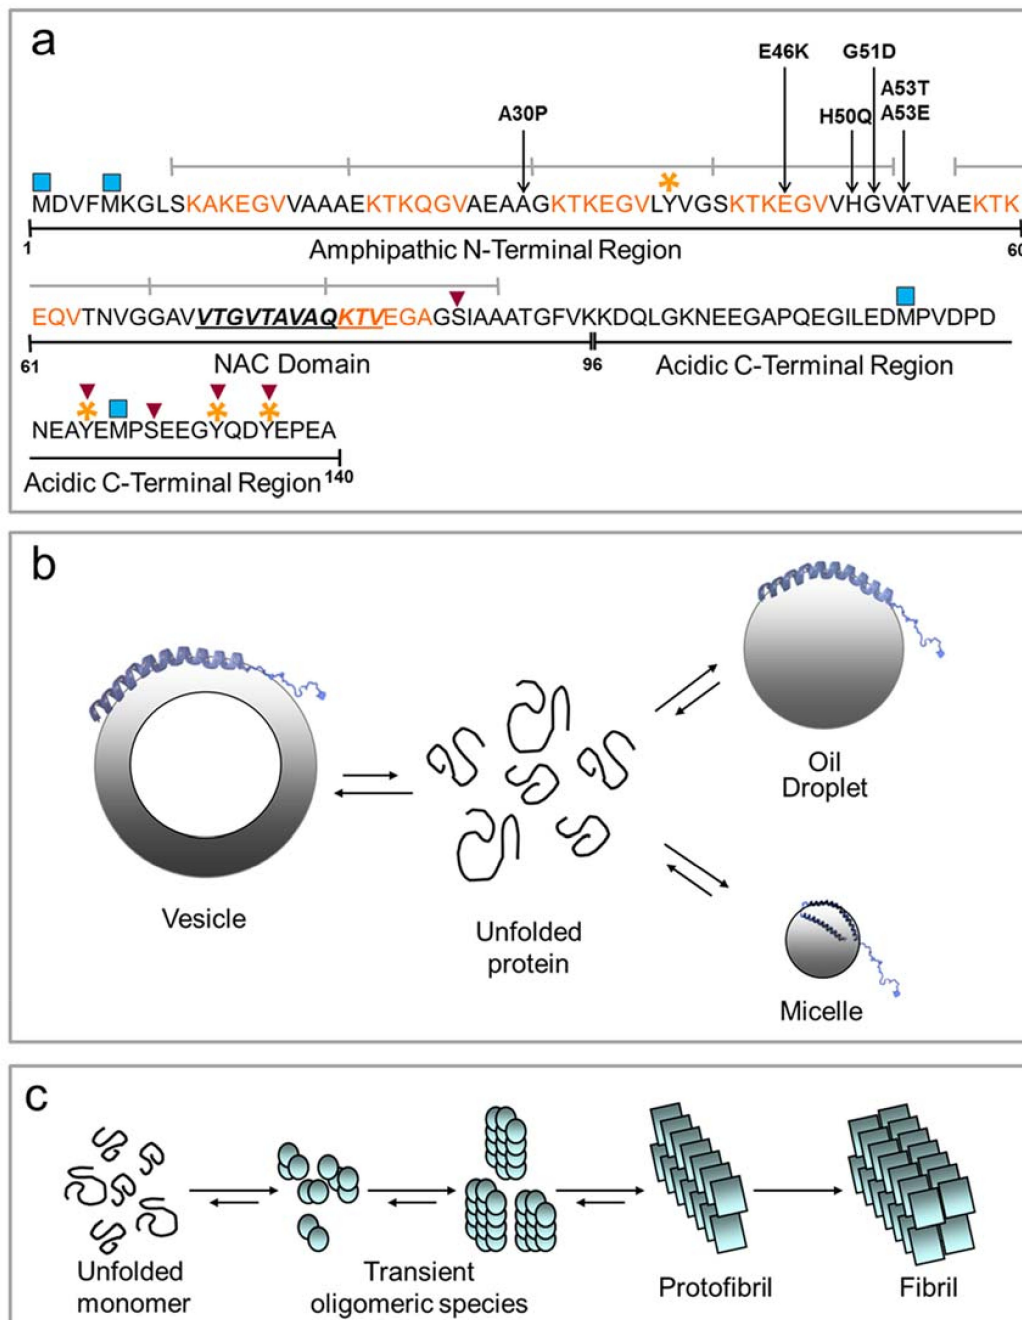 a
E46K G51D
A53T
A30P H50Q A53E
MDVFMKGLSKAKEGVVAAAEKTKQGVAEAAGKTKEGVLYVGSKTKEGVVHGVATVAEKTK
1 Amphipathic N-Terminal Region 60
EQVTNVGGAVVTGVTAVAQKTVEGAGSIAAATGFVKKDQLGKNEEGAPQEGILEDMPVDPD
61 NAC Domain 96 Acidic C-Terminal Region
NEAYEMPSEEGYQDYEPEA
Acidic C-Terminal Region 140
b
Oil
Droplet
Vesicle
Unfolded
protein
Micelle
c
Unfolded
monomer
Transient
oligomeric species
Protofibril
Fibril